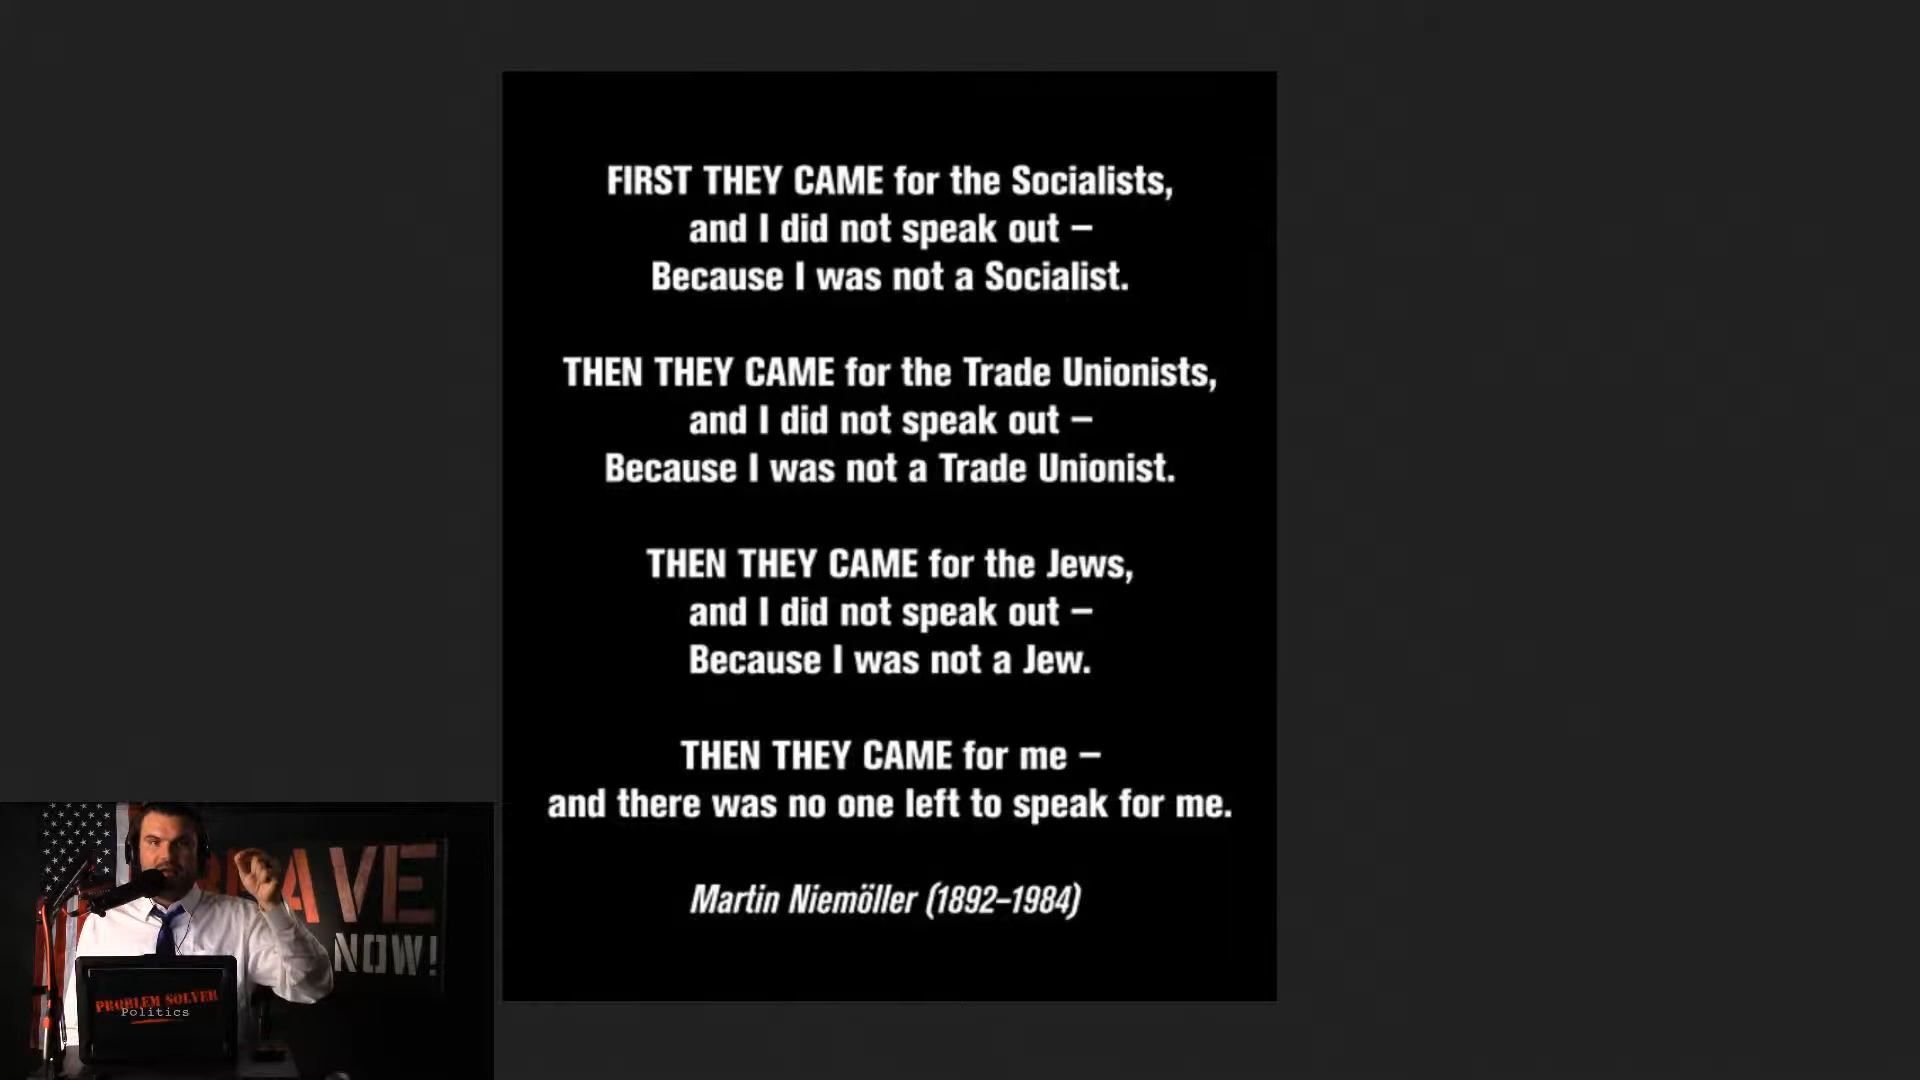 FIRST THEY CAME for the Socialists,
and I did not speak out –
Because I was not a Socialist.
THEN THEY CAME for the Trade Unionists,
and I did not speak out –
Because I was not a Trade Unionist.
THEN THEY CAME for the Jews,
and I did not speak out –
Because I was not a Jew.
THEN THEY CAME for me –
and there was no one left to speak for me.
Martin Niemöller (1892–1984)
NOW!
PROBLEM SOLVER
Politics